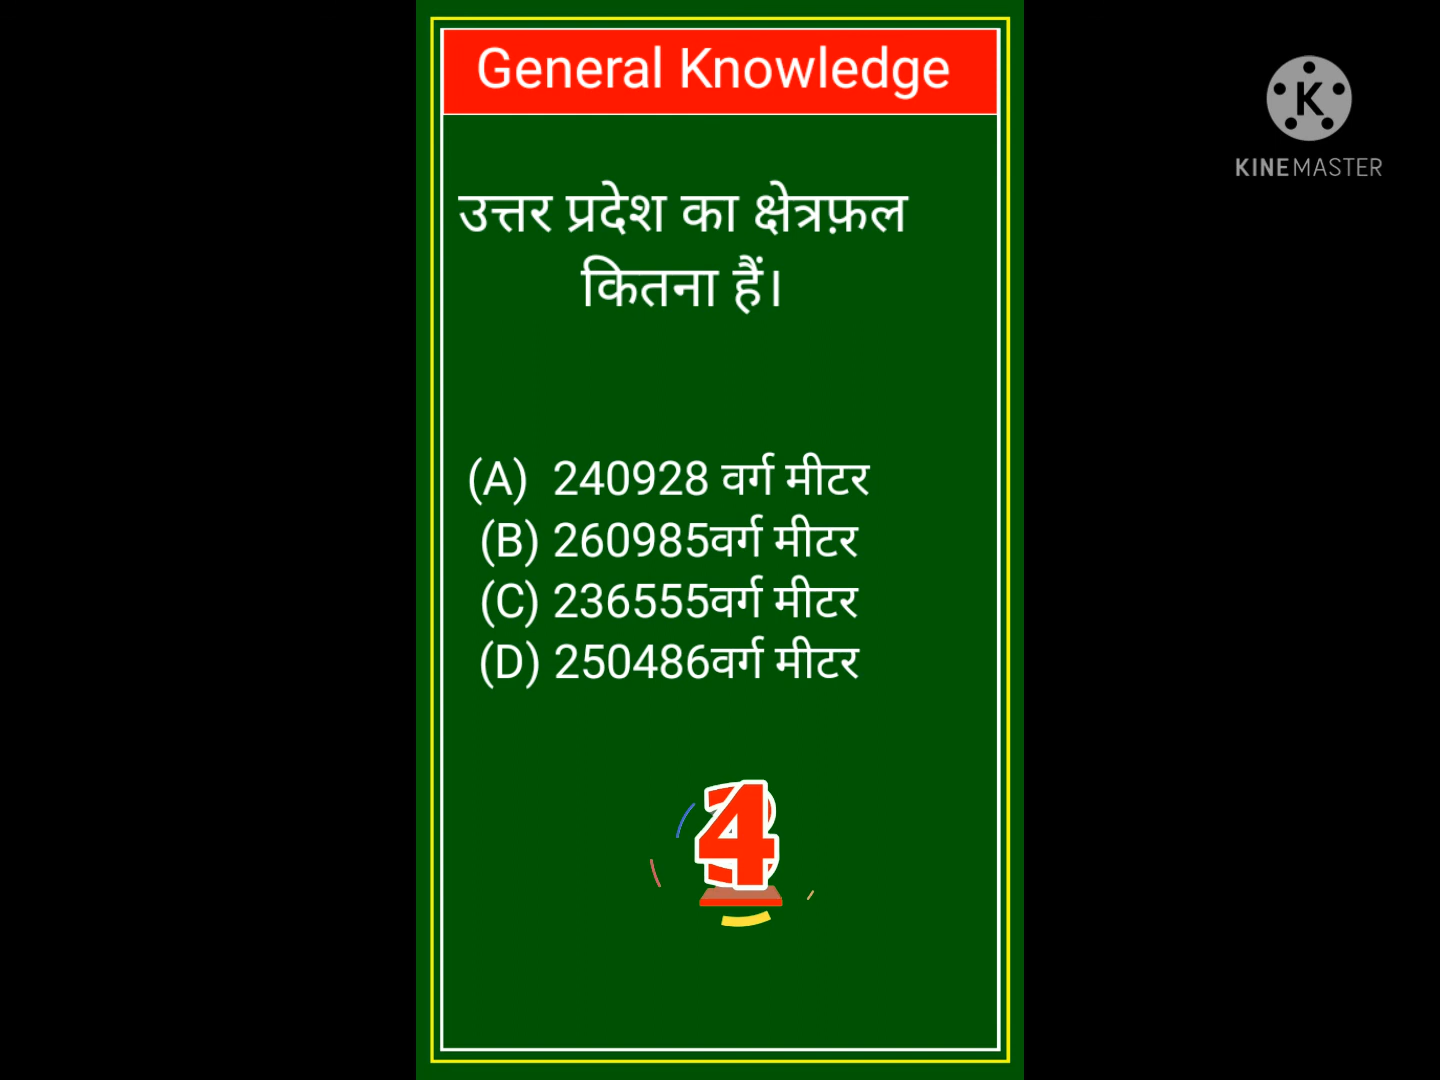 General Knowledge
KINEMASTER
उत्तर प्रदेश का क्षेत्रफ़ल
कितना हैं।
(A) 240928 वर्ग मीटर
(B) 260985वर्ग मीटर
(C) 236555वर्ग मीटर
(D) 250486वर्ग मीटर
4